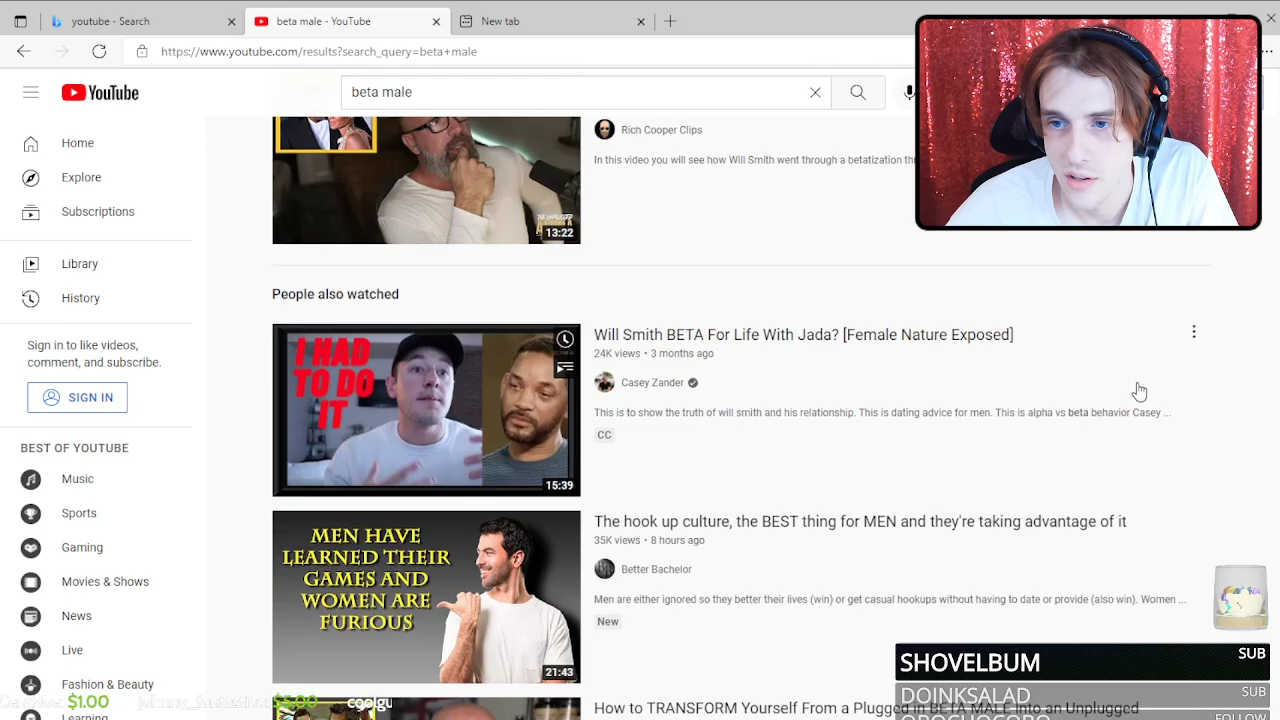 youtube - Search
beta male - YouTube
New tab
https://www.youtube.com/results?search_query=beta+male
YouTube
beta male
Home
Explore
Subscriptions
Library
History
Sign in to like videos,
comment, and subscribe.
SIGN IN
BEST OF YOUTUBE
Music
Sports
Gaming
Movies & Shows
News
Live
Fashion & Beauty
Learning
13:22
Rich Cooper Clips
In this video you will see how Will Smith went through a betatization
People also watched
I HAD
TO DO
IT
15:39
Will Smith BETA For Life With Jada? [Female Nature Exposed]
24K views • 3 months ago
Casey Zander
This is to show the truth of will smith and his relationship. This is dating advice for men. This is alpha vs beta behavior Casey ...
CC
MEN HAVE
LEARNED THEIR
GAMES AND
WOMEN ARE
FURIOUS
21:43
The hook up culture, the BEST thing for MEN and they're taking advantage of it
35K views • 8 hours ago
Better Bachelor
Men are either ignored so they better their lives (win) or get casual hookups without having to date or provide (also win). Women ...
New
How to TRANSFORM Yourself From a Plugged in BETA MALE into an Unplugged
SHOVELBUM SUB
DOINKSALAD SUB
FOLLOW
$1.00
$5.00 coolgu